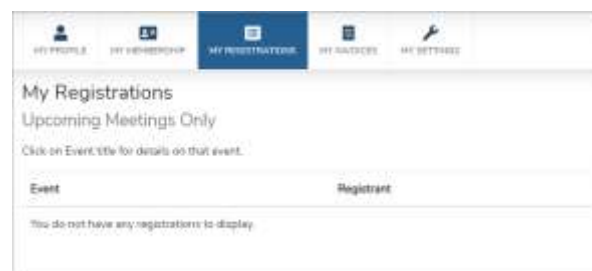 MY PROFILE MY MEMBERSHIP MY REGISTRATIONS MY INVOICES MY SETTINGS
My Registrations
Upcoming Meetings Only
Click on Event title for details on that event.
Event Registrant
You do not have any registrations to display.